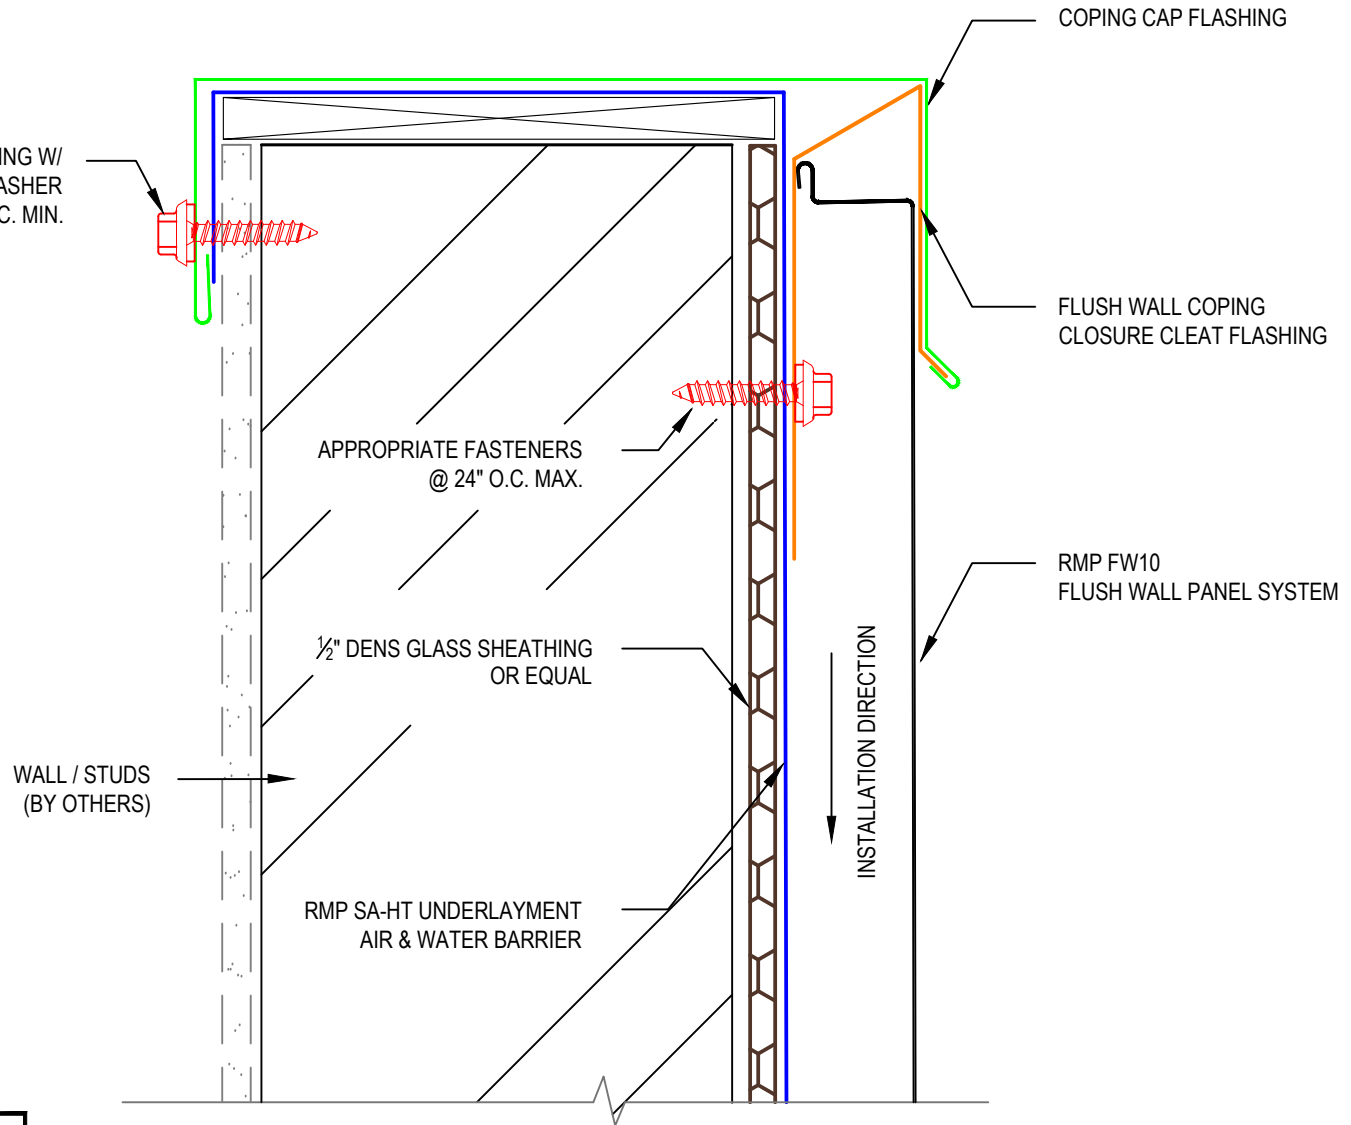 COPING CAP FLASHING
W/
C. MIN.
FLUSH WALL COPING
CLOSURE CLEAT FLASHING
APPROPRIATE FASTENERS
@ 24" O.C. MAX.
RMP FW10
FLUSH WALL PANEL SYSTEM
½" DENS GLASS SHEATHING
OR EQUAL
INSTALLATION DIRECTION
WALL / STUDS
(BY OTHERS)
RMP SA-HT UNDERLAYMENT
AIR & WATER BARRIER